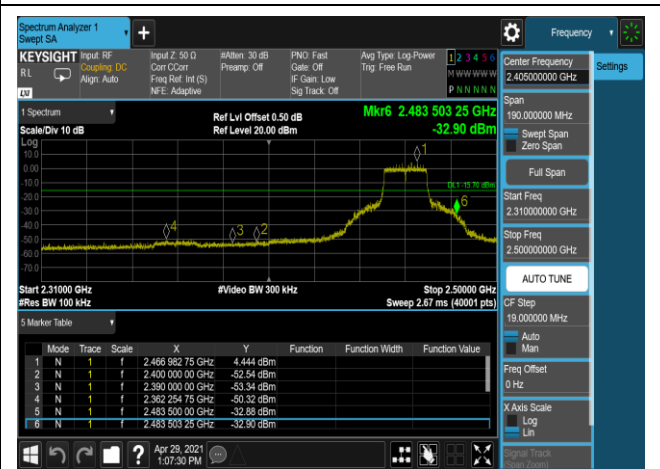 Spectrum Analyzer 1
Swept SA
+
Frequency
KEYSIGHT
RL
LXI
Input: RF
Coupling: DC
Align: Auto
Input Z: 50 Ω
Corr CCorr
Freq Ref: Int (S)
NFE: Adaptive
#Atten: 30 dB
Preamp: Off
PNO: Fast
Gate: Off
IF Gain: Low
Sig Track: Off
Avg Type: Log-Power
Trig: Free Run
1 2 3 4 5 6
M W W W W W
P N N N N N
Center Frequency
2.405000000 GHz
Settings
Span
190.000000 MHz
Swept Span
Zero Span
Full Span
Start Freq
2.310000000 GHz
Stop Freq
2.500000000 GHz
AUTO TUNE
CF Step
19.000000 MHz
Auto
Man
Freq Offset
0 Hz
X Axis Scale
Log
Lin
Signal Track
(Span Zoom)
1 Spectrum
Scale/Div 10 dB
Ref Lvl Offset 0.50 dB
Ref Level 20.00 dBm
Mkr6 2.483 503 25 GHz
-32.90 dBm
Log
10.0
0.00
-10.0
-20.0
-30.0
-40.0
-50.0
-60.0
-70.0
1
DL1 -15.70 dBm
6
4
3
2
Start 2.31000 GHz
#Res BW 100 kHz
#Video BW 300 kHz
Stop 2.50000 GHz
Sweep 2.67 ms (40001 pts)
5 Marker Table
Mode Trace Scale X Y Function Function Width Function Value
1 N 1 f 2.466 982 75 GHz 4.444 dBm
2 N 1 f 2.400 000 00 GHz -52.54 dBm
3 N 1 f 2.390 000 00 GHz -53.34 dBm
4 N 1 f 2.362 254 75 GHz -50.32 dBm
5 N 1 f 2.483 500 00 GHz -32.88 dBm
6 N 1 f 2.483 503 25 GHz -32.90 dBm
?
Apr 29, 2021
1:07:30 PM